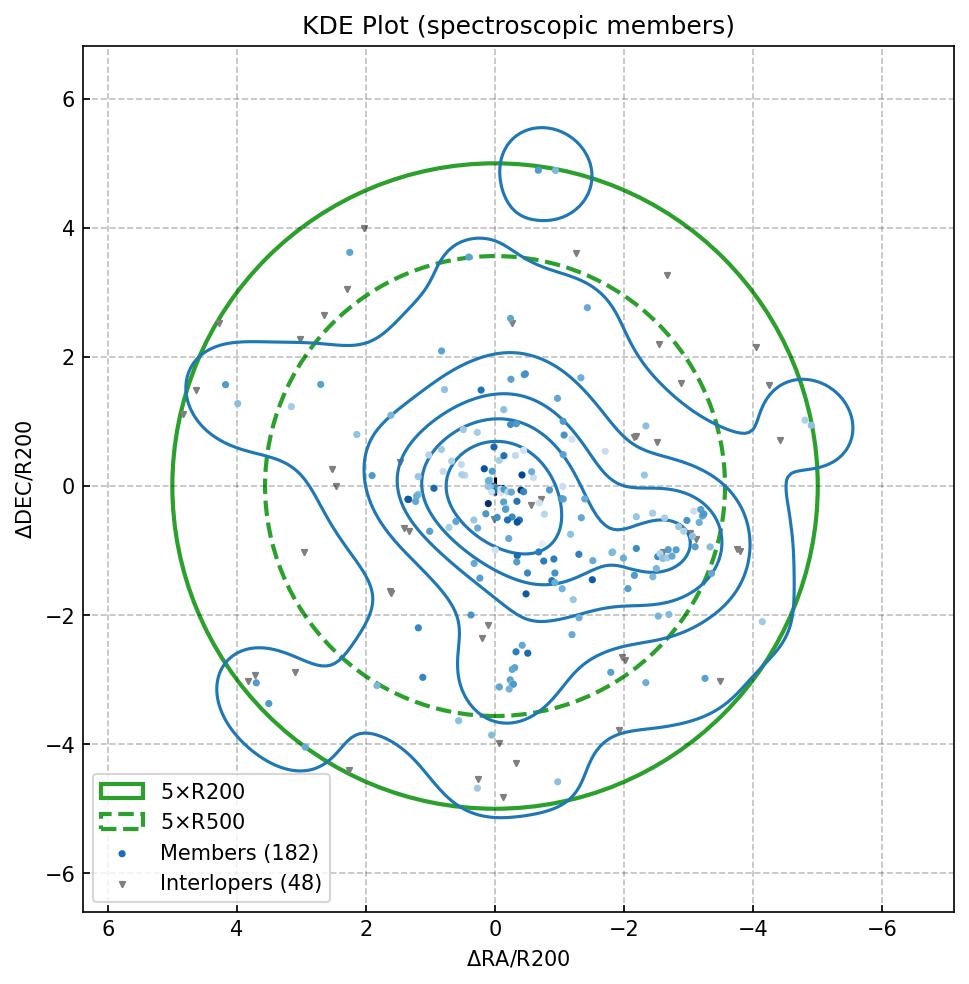 KDE Plot (spectroscopic members)
ΔDEC/R200
6
4
2
0
−2
−4
−6
5×R200
5×R500
Members (182)
Interlopers (48)
6
4
2
0
−2
−4
−6
ΔRA/R200